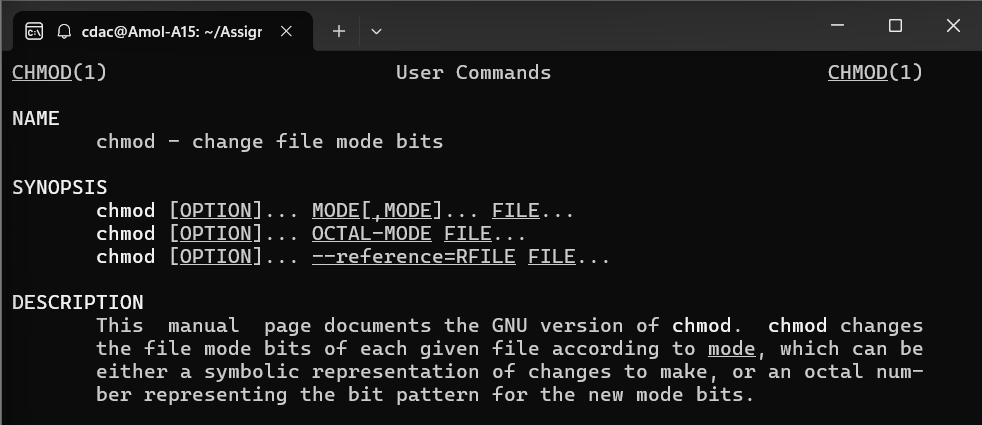 cdac@Amol-A15: ~/Assigr
CHMOD(1) User Commands CHMOD(1)
NAME
chmod - change file mode bits
SYNOPSIS
chmod [OPTION]... MODE[,MODE]... FILE...
chmod [OPTION]... OCTAL-MODE FILE...
chmod [OPTION]... --reference=RFILE FILE...
DESCRIPTION
This manual page documents the GNU version of chmod. chmod changes
the file mode bits of each given file according to mode, which can be
either a symbolic representation of changes to make, or an octal num-
ber representing the bit pattern for the new mode bits.